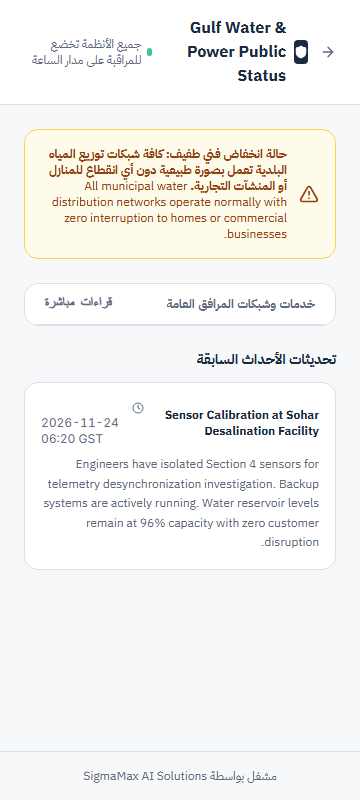 Gulf Water &
Power Public
Status
جميع الأنظمة تخضع
للمراقبة على مدار الساعة
حالة انخفاض فني طفيف: كافة شبكات توزيع المياه
البلدية تعمل بصورة طبيعية دون أي انقطاع للمنازل
أو المنشآت التجارية. All municipal water
distribution networks operate normally with
zero interruption to homes or commercial
businesses.
خدمات وشبكات المرافق العامة
قراءات مباشرة
تحديثات الأحداث السابقة
Sensor Calibration at Sohar
Desalination Facility
2026-11-24
06:20 GST
Engineers have isolated Section 4 sensors for
telemetry desynchronization investigation. Backup
systems are actively running. Water reservoir levels
remain at 96% capacity with zero customer
disruption.
مشغل بواسطة SigmaMax AI Solutions